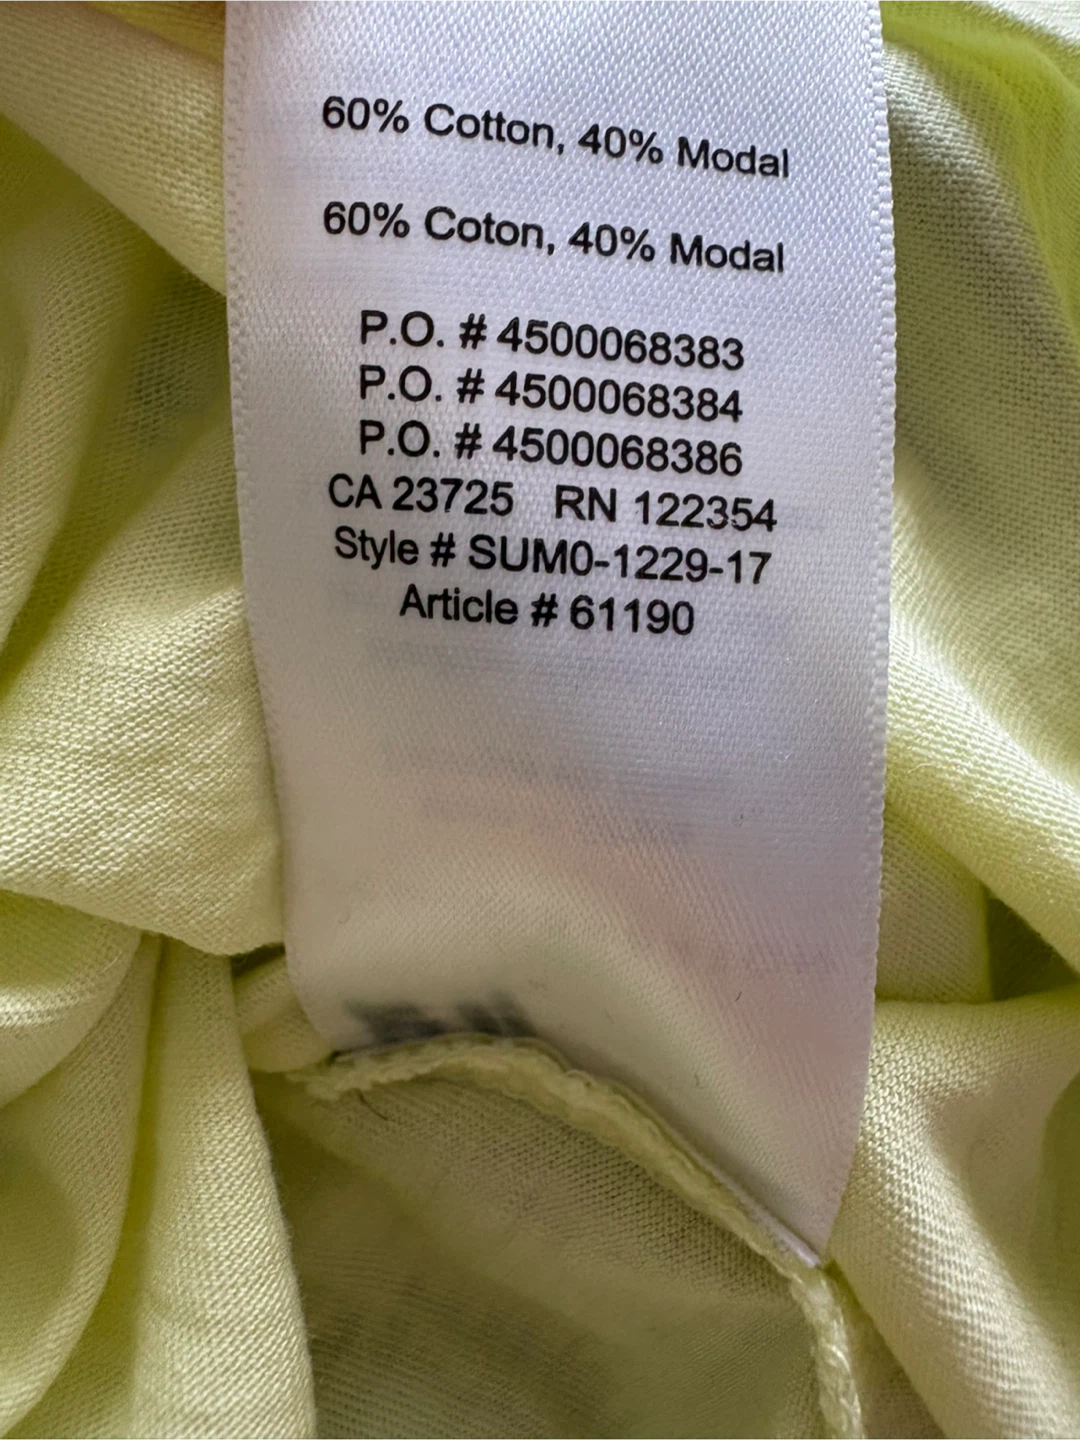 60% Cotton, 40% Modal
60% Coton, 40% Modal
P.O. # 4500068383
P.O. # 4500068384
P.O. # 4500068386
CA 23725 RN 122354
Style # SUM0-1229-17
Article # 61190